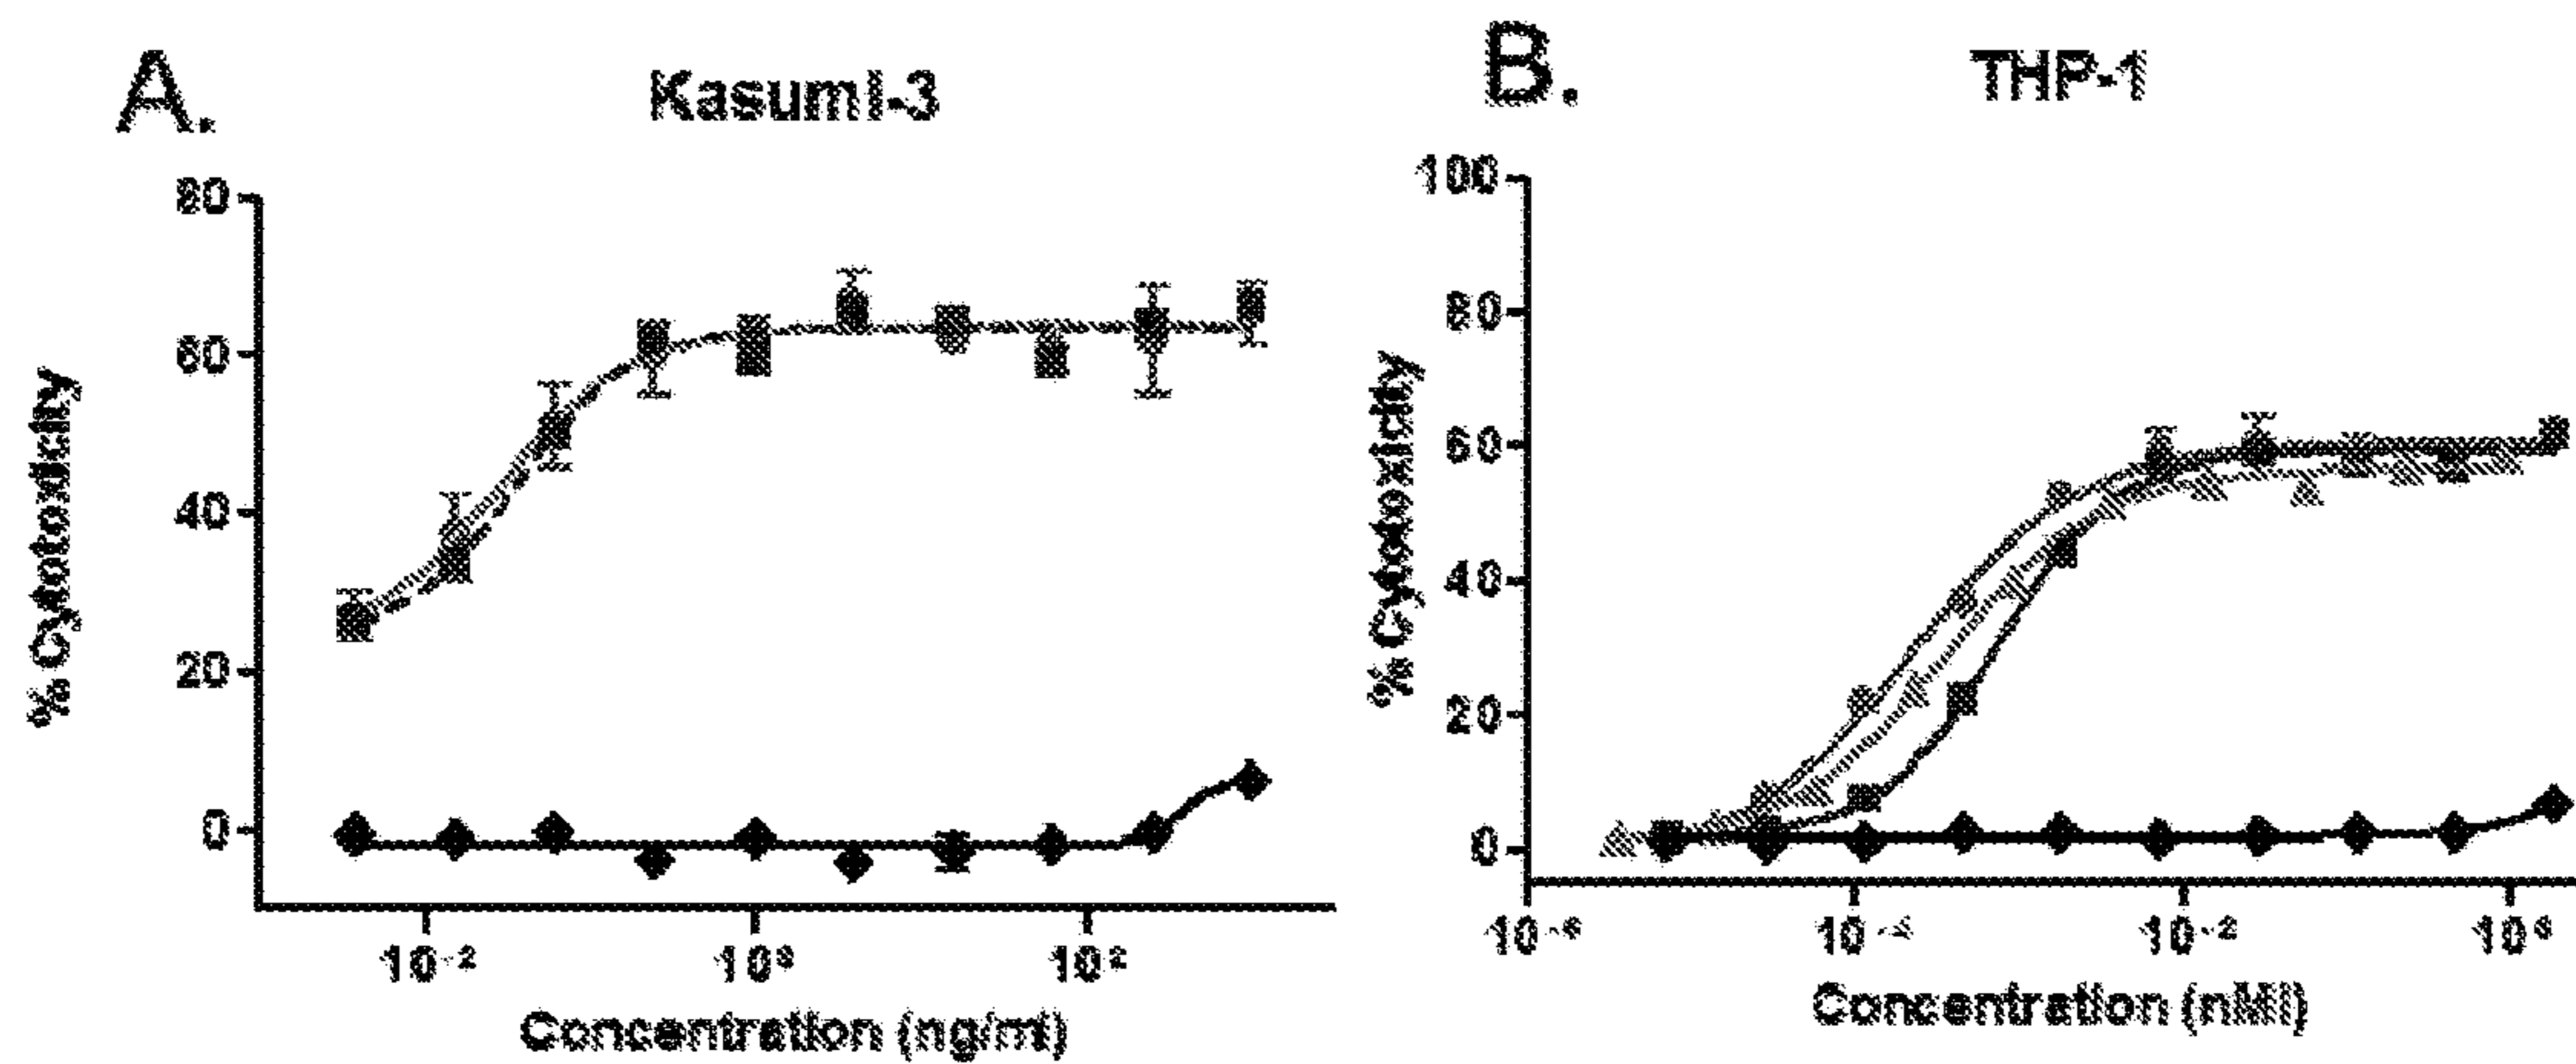 A.
Kasumi-3
80
60
40
20
0
% Cytotoxicity
10-2
100
102
Concentration (ng/ml)
B.
THP-1
100
80
60
40
20
0
% Cytotoxicity
10-6
10-4
10-2
100
Concentration (nM)